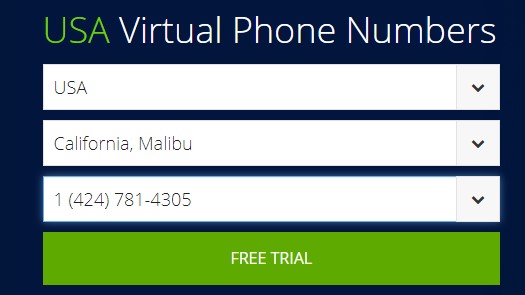 USA Virtual Phone Numbers
USA
California, Malibu
1 (424) 781-4305
FREE TRIAL